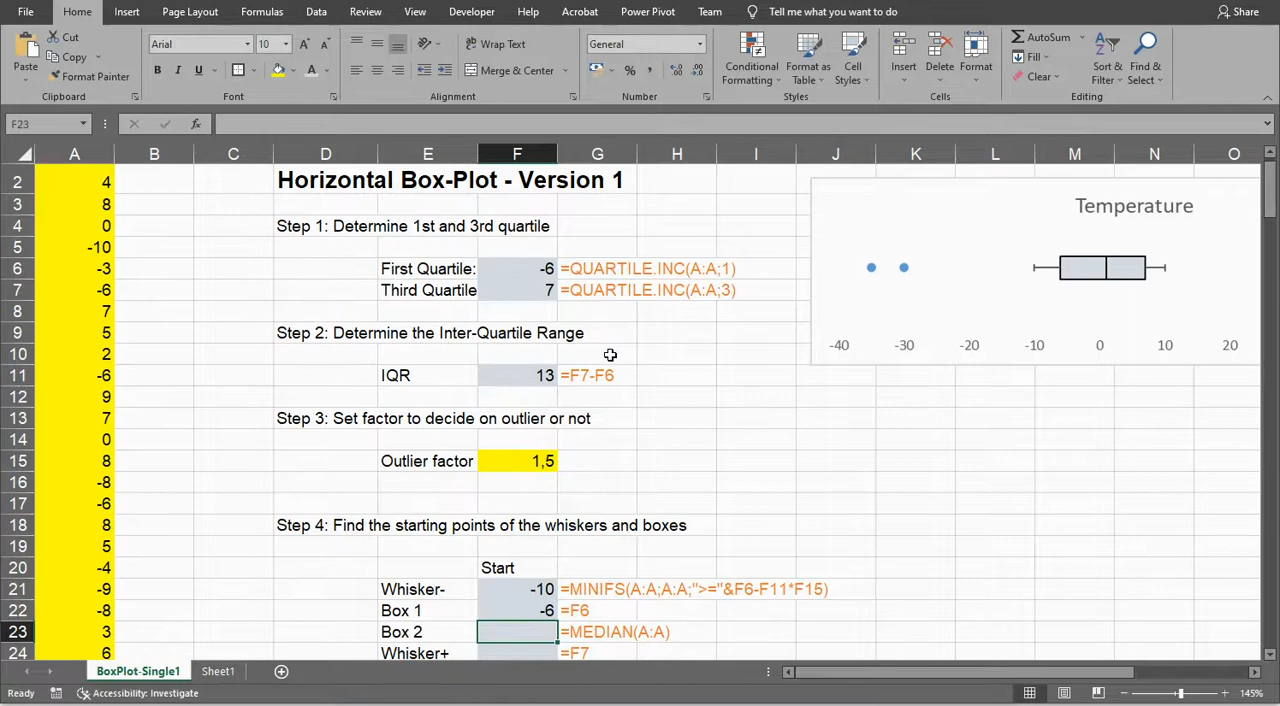 File Home Insert Page Layout Formulas Data Review View Developer Help Acrobat Power Pivot Team Tell me what you want to do Share
Paste Cut Copy Format Painter
Clipboard
Arial 10
B I U
Font
Wrap Text
Merge & Center
Alignment
General
%
Number
Conditional Formatting Format as Table Cell Styles
Styles
Insert Delete Format
Cells
AutoSum Fill Clear Sort & Filter Find & Select
Editing
F23 fx
A B C D E F G H I J K L M N O
2 4 Horizontal Box-Plot - Version 1
3 8
4 0 Step 1: Determine 1st and 3rd quartile
5 -10
6 -3 First Quartile: -6 =QUARTILE.INC(A:A;1)
7 -6 Third Quartile 7 =QUARTILE.INC(A:A;3)
8 7
9 5 Step 2: Determine the Inter-Quartile Range
10 2
11 -6 IQR 13 =F7-F6
12 9
13 7 Step 3: Set factor to decide on outlier or not
14 0
15 8 Outlier factor 1,5
16 -8
17 -6
18 8 Step 4: Find the starting points of the whiskers and boxes
19 5
20 -4 Start
21 -9 Whisker- -10 =MINIFS(A:A;A:A;">="&F6-F11*F15)
22 -8 Box 1 -6 =F6
23 3 Box 2 =MEDIAN(A:A)
24 6 Whisker+ =F7
Temperature
-40 -30 -20 -10 0 10 20
BoxPlot-Single1 Sheet1
Ready Accessibility: Investigate 145%